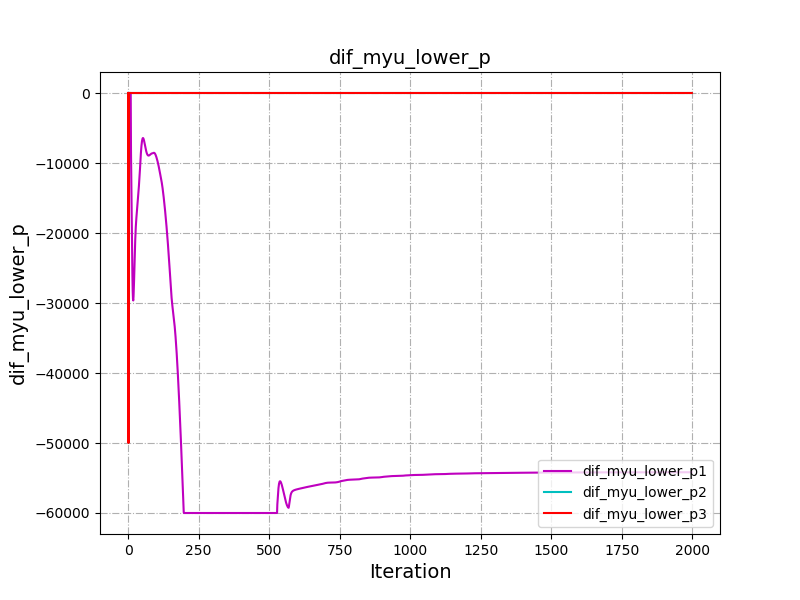 dif_myu_lower_p
dif_myu_lower_p
0
−10000
−20000
−30000
−40000
−50000
−60000
dif_myu_lower_p1
dif_myu_lower_p2
dif_myu_lower_p3
0 250 500 750 1000 1250 1500 1750 2000
Iteration